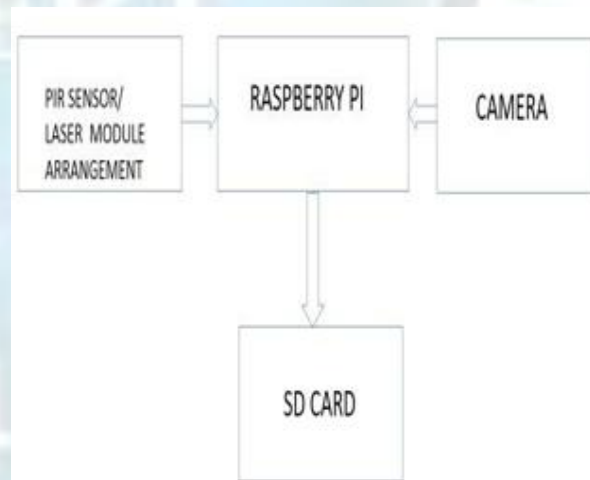 PIR SENSOR/
LASER MODULE
ARRANGEMENT
RASPBERRY PI
CAMERA
SD CARD